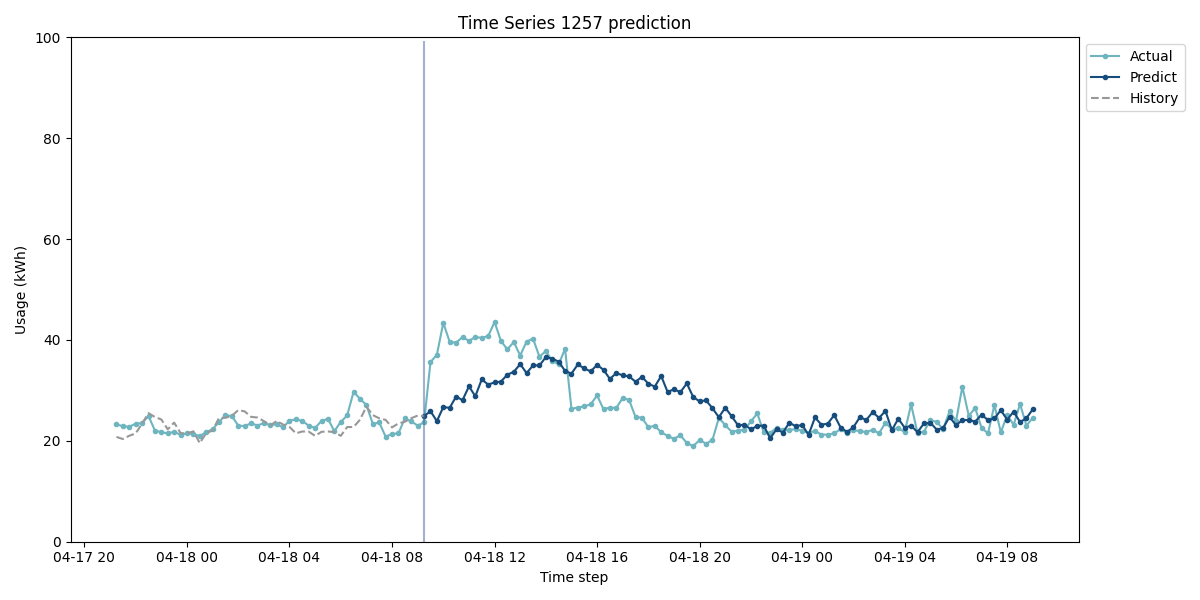 Time Series 1257 prediction
100
80
60
40
20
0
Usage (kWh)
04-17 20
04-18 00
04-18 04
04-18 08
04-18 12
04-18 16
04-18 20
04-19 00
04-19 04
04-19 08
Time step
Actual
Predict
History